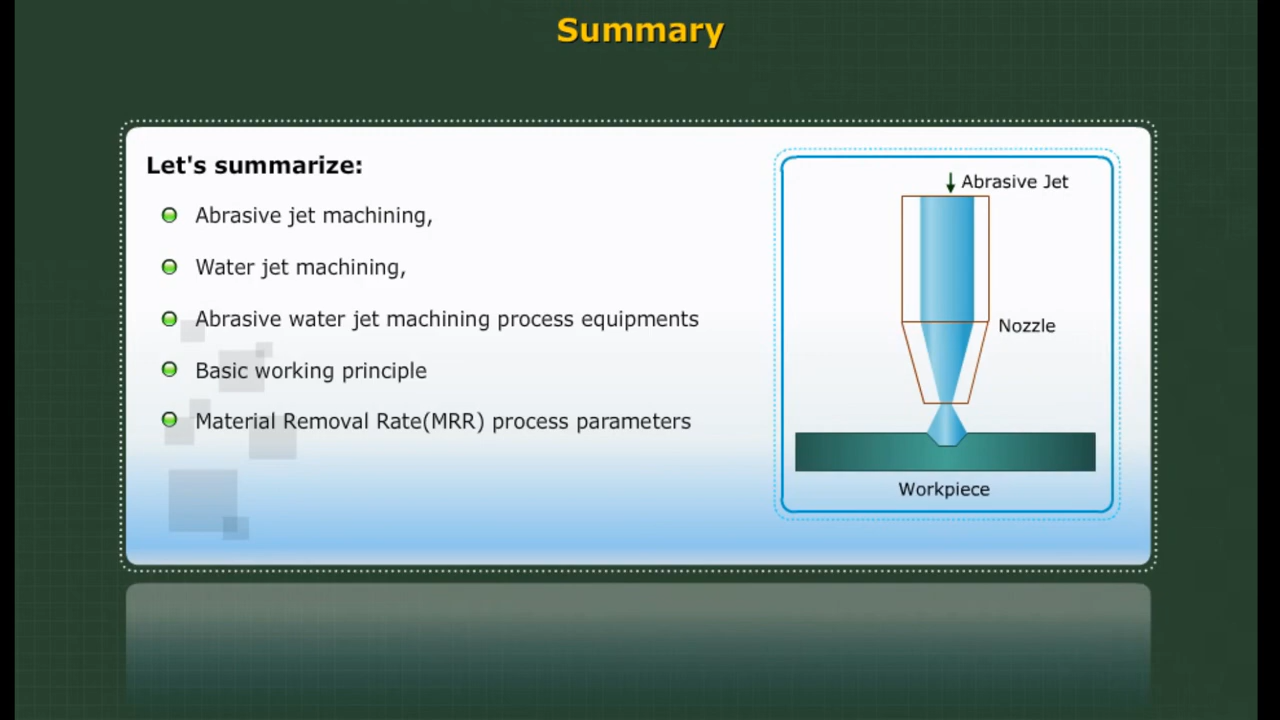 Summary
Let's summarize:
Abrasive jet machining,
Water jet machining,
Abrasive water jet machining process equipments
Basic working principle
Material Removal Rate(MRR) process parameters
Abrasive Jet
Nozzle
Workpiece